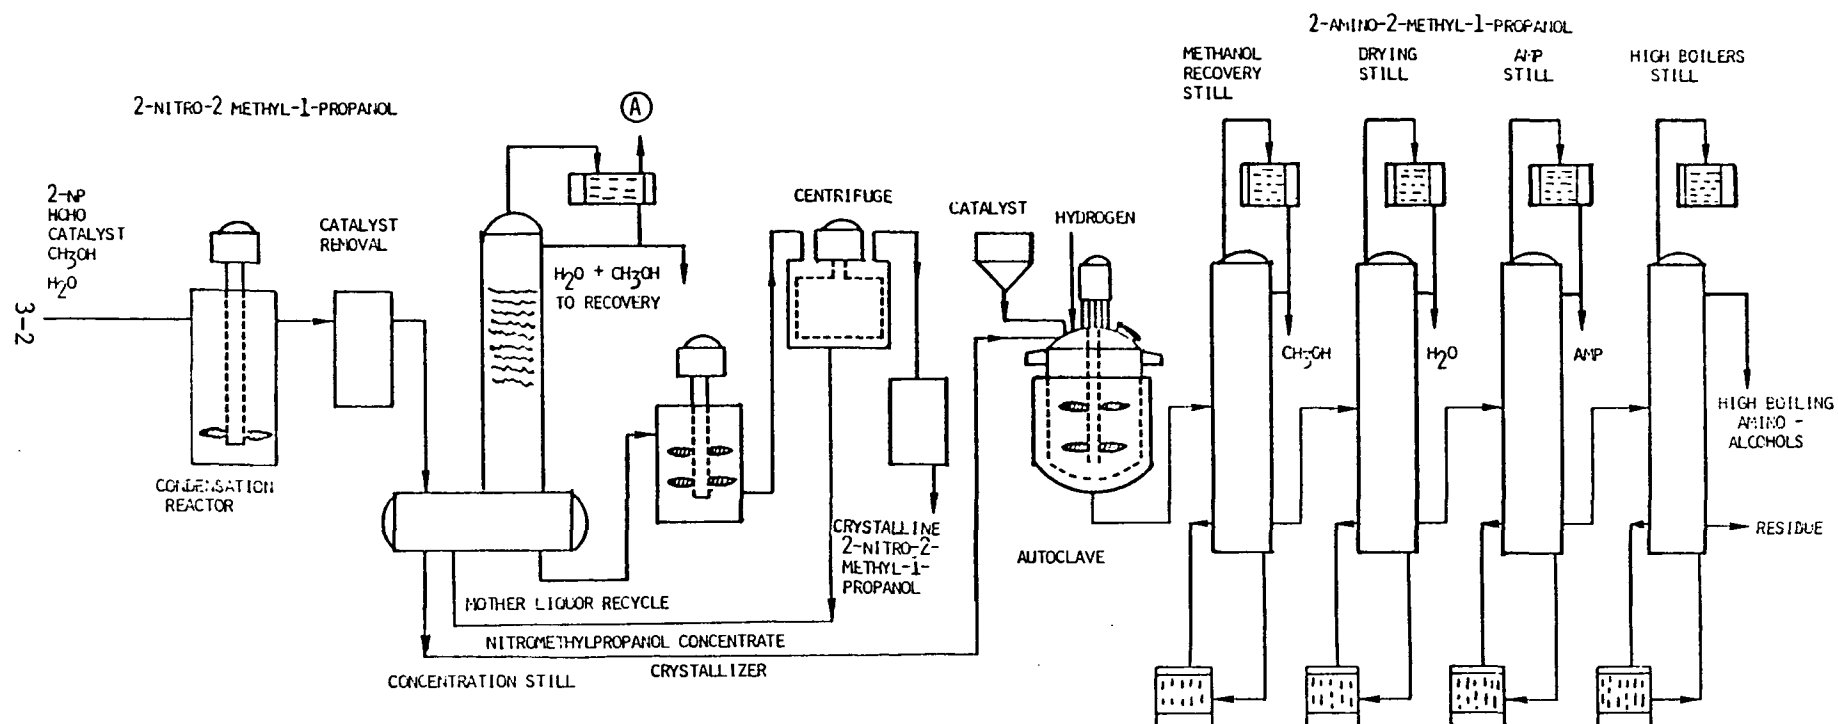 2-AMINO-2-METHYL-1-PROPANOL
METHANOL
RECOVERY
STILL
DRYING
STILL
AMP
STILL
HIGH BOILERS
STILL
2-NITRO-2 METHYL-1-PROPANOL
A
2-NP
HCHO
CATALYST
CH3OH
H2O
CATALYST
REMOVAL
CENTRIFUGE
CATALYST
HYDROGEN
H2O + CH3OH
TO RECOVERY
3-2
CH3OH
H2O
AMP
HIGH BOILING
AMINO-
ALCOHOLS
CONDENSATION
REACTOR
CRYSTALLINE
2-NITRO-2-
METHYL-1-
PROPANOL
AUTOCLAVE
RESIDUE
MOTHER LIQUOR RECYCLE
NITROMETHYLPROPANOL CONCENTRATE
CRYSTALLIZER
CONCENTRATION STILL